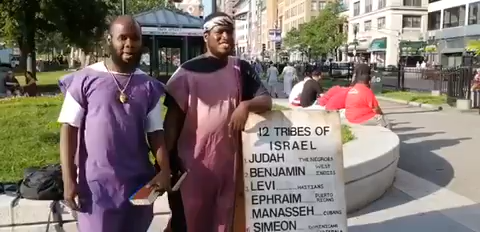 12 TRIBES OF
ISRAEL
JUDAH THE NEGROES
BENJAMIN WEST INDIES
LEVI HAITIANS
EPHRAIM PUERTO RICANS
MANASSEH CUBANS
SIMEON